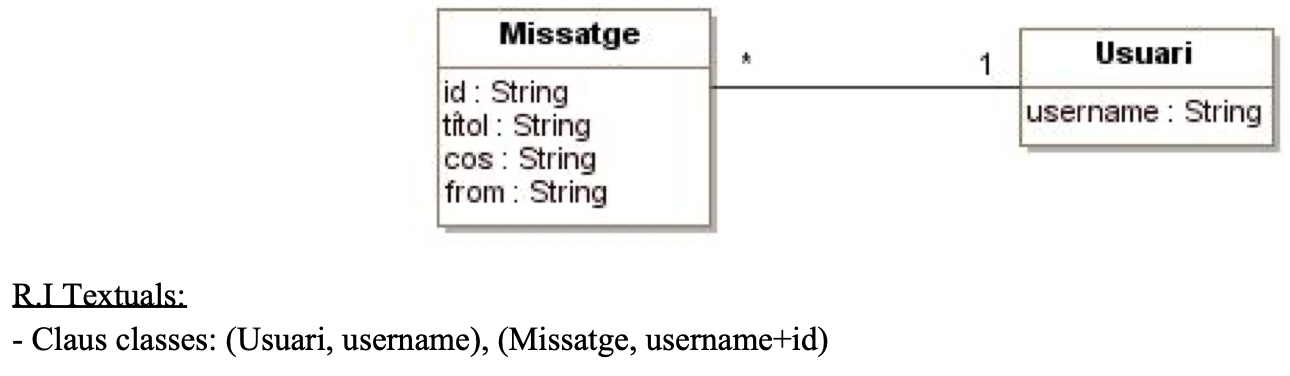 Missatge
id : String
títol : String
cos : String
from : String
*
1
Usuari
username : String
R.I Textuals:
- Claus classes: (Usuari, username), (Missatge, username+id)